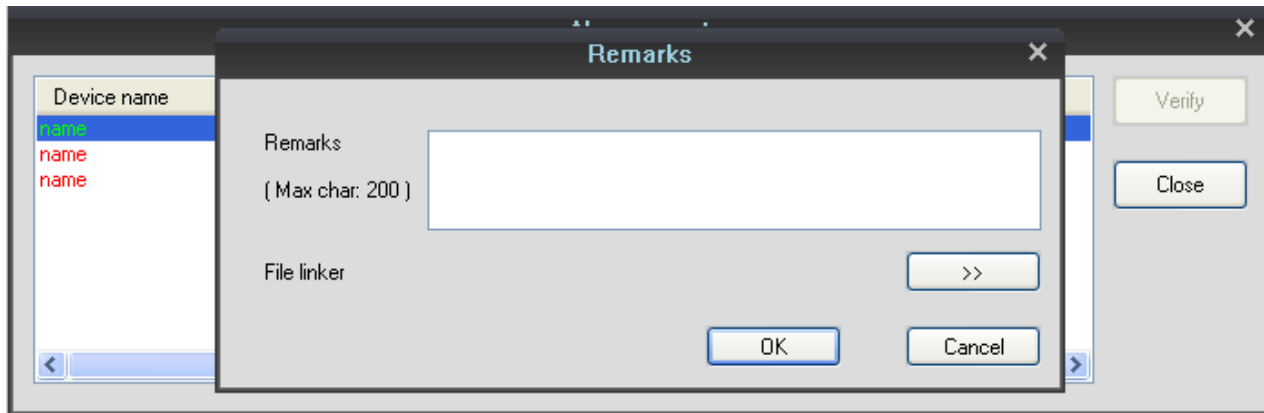 Remarks
Device name
name
name
name
Remarks
( Max char: 200 )
File linker
>>
OK
Cancel
Verify
Close